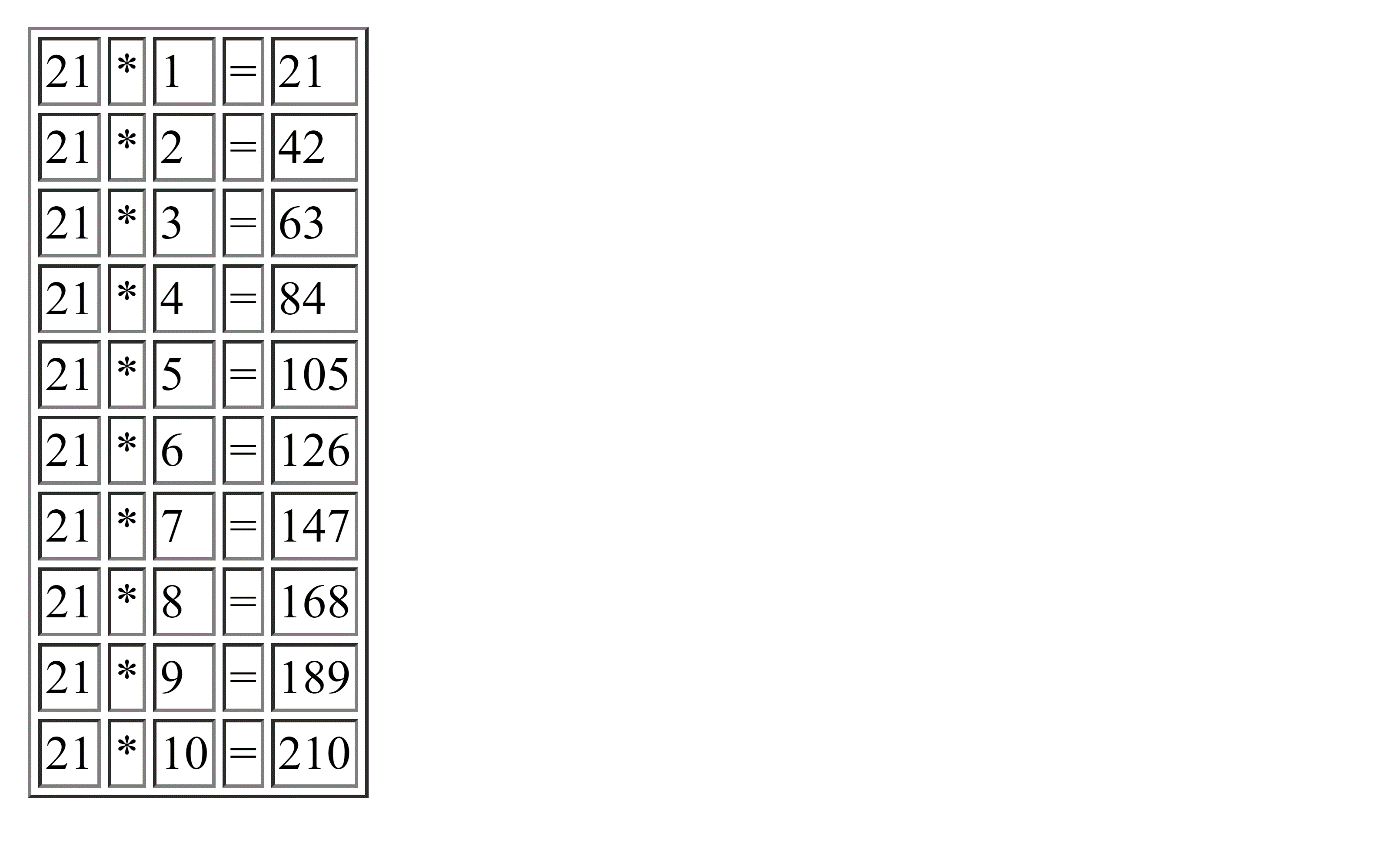 21 * 1 = 21
21 * 2 = 42
21 * 3 = 63
21 * 4 = 84
21 * 5 = 105
21 * 6 = 126
21 * 7 = 147
21 * 8 = 168
21 * 9 = 189
21 * 10 = 210